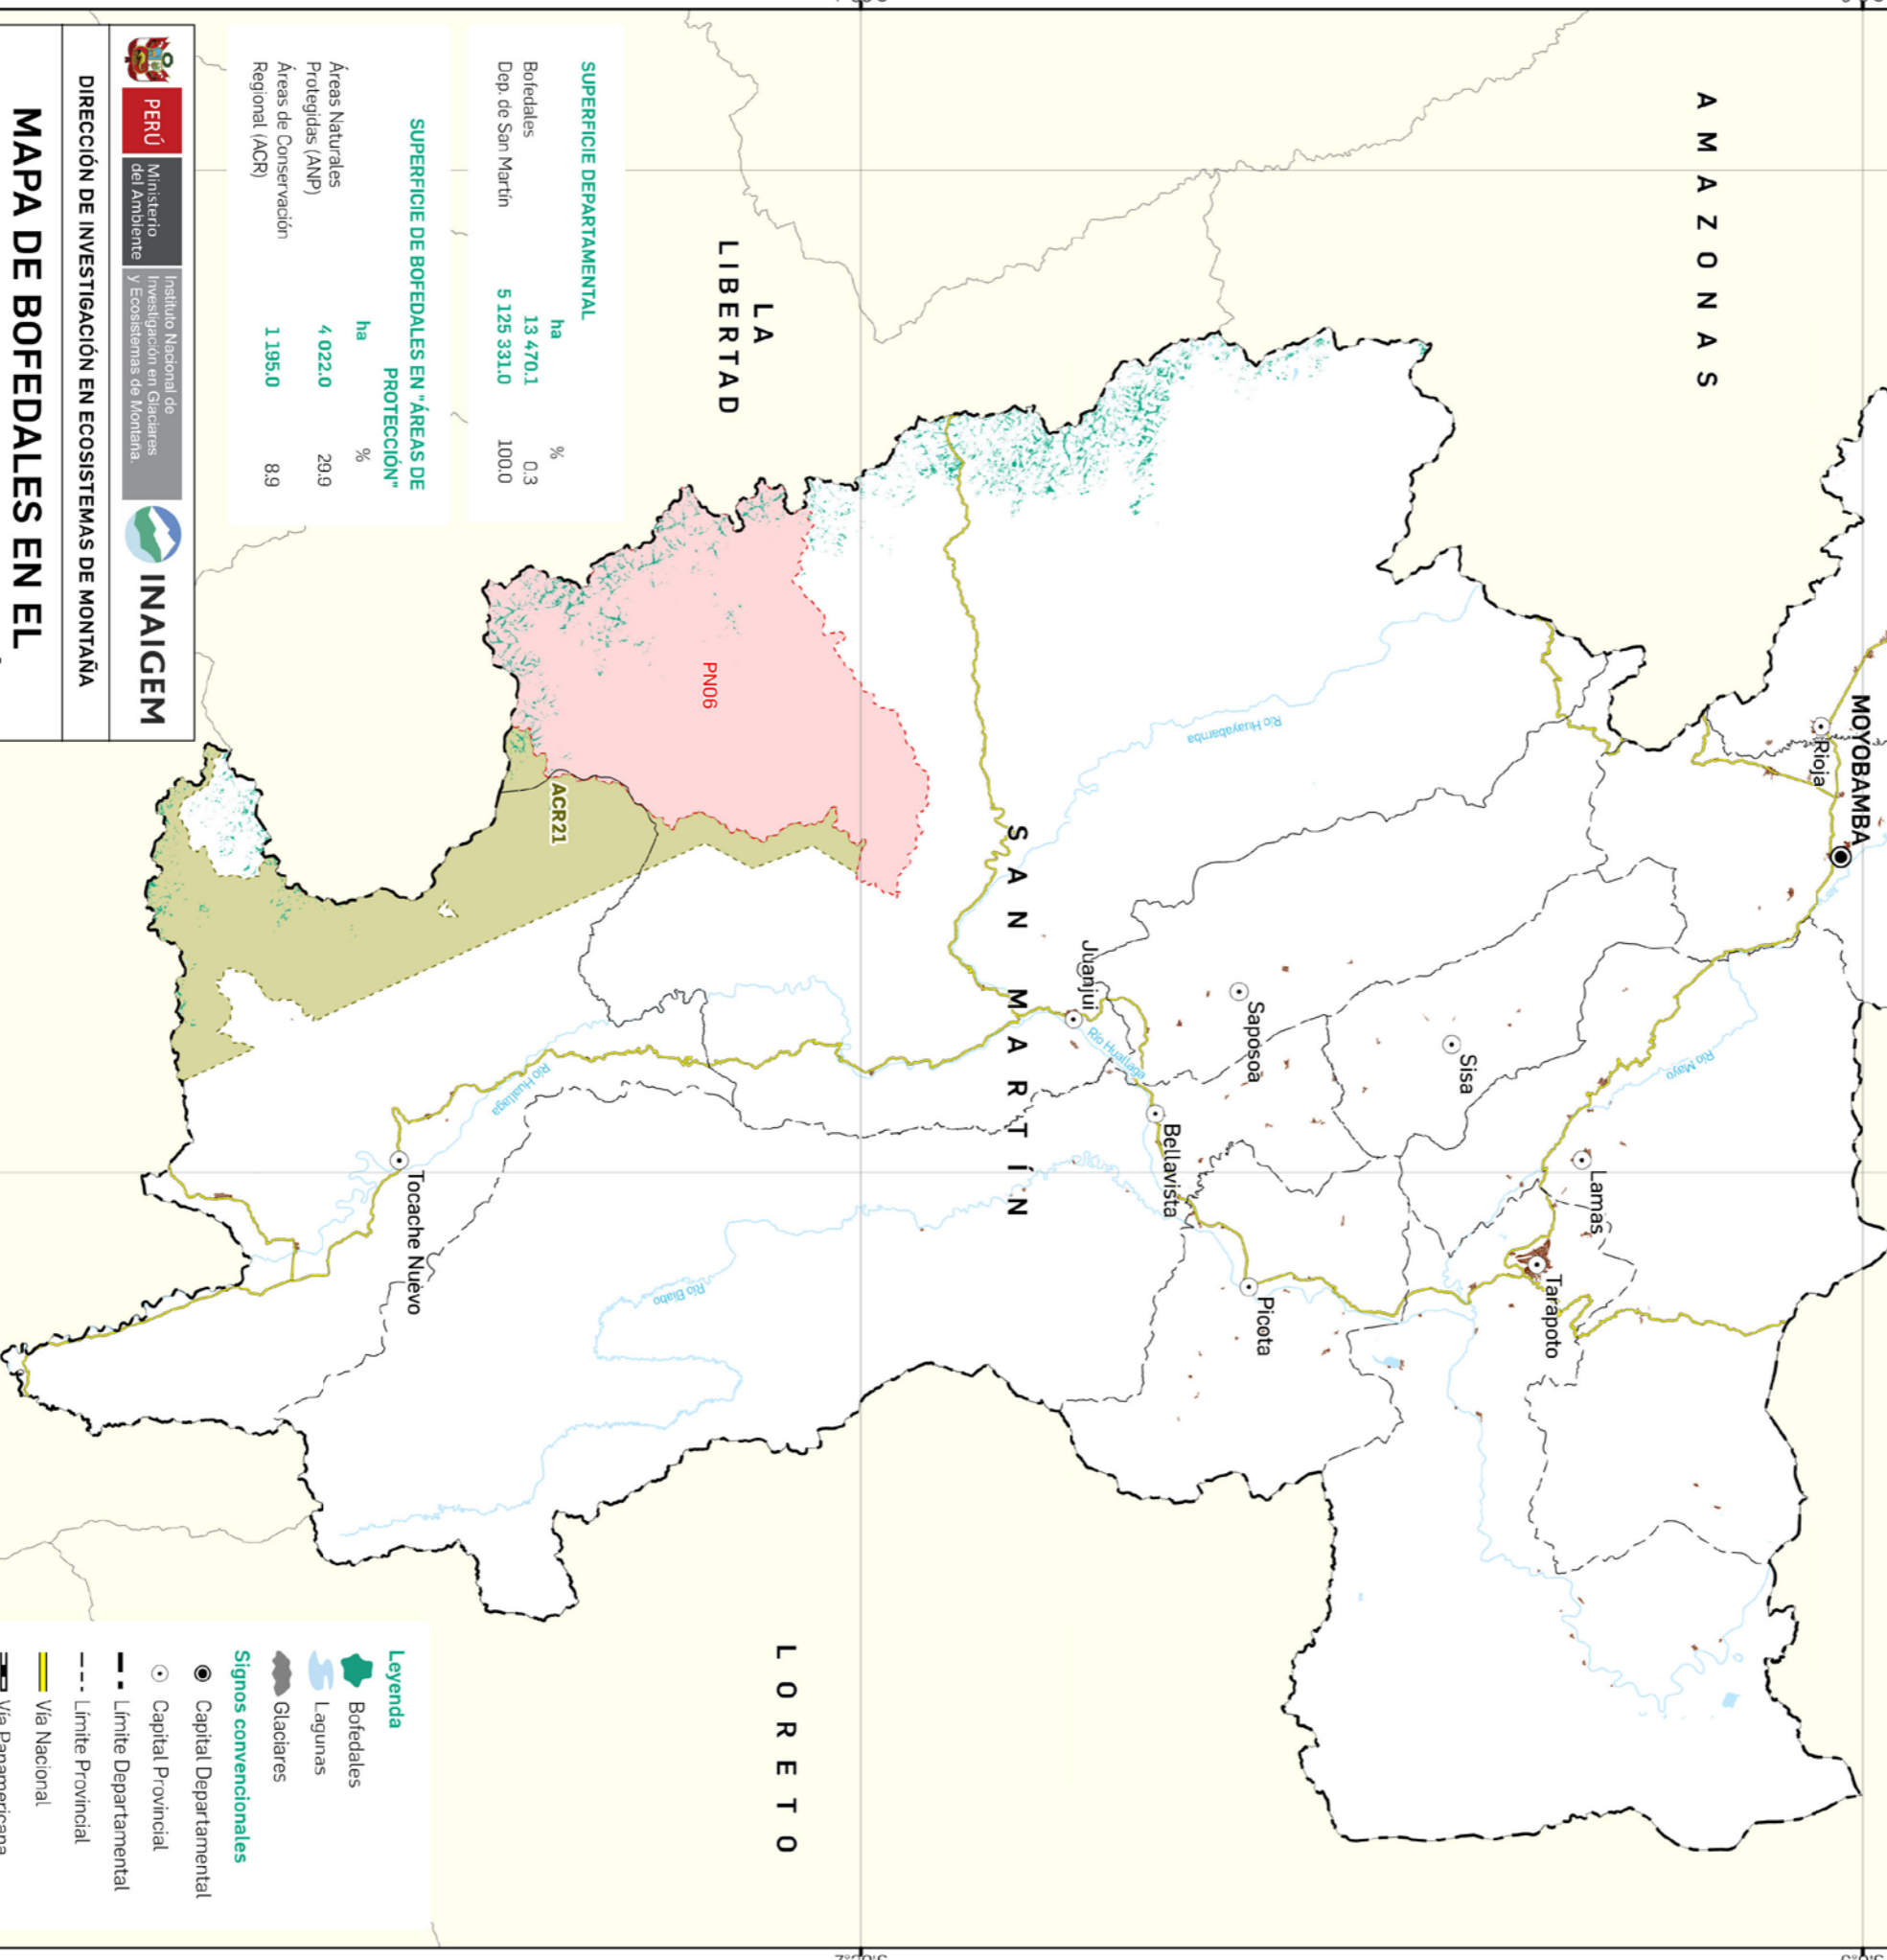 AMAZONAS
MOYOBAMBA
Rioja
Río Mayo
Lamas
Tarapoto
Sisa
Saposoa
Juanjui
Río Huallaga
Bellavista
Picota
Río Huayabamba
SAN MARTÍN
LA
LIBERTAD
PN06
ACR21
Río Huallaga
Tocache Nuevo
Río Biabo
LORETO
SUPERFICIE DEPARTAMENTAL
ha %
Bofedales 13 470.1 0.3
Dep. de San Martín 5 125 331.0 100.0
SUPERFICIE DE BOFEDALES EN "ÁREAS DE
PROTECCIÓN"
ha %
Áreas Naturales
Protegidas (ANP) 4 022.0 29.9
Áreas de Conservación
Regional (ACR) 1 195.0 8.9
PERÚ
Ministerio
del Ambiente
Instituto Nacional de
Investigación en Glaciares
y Ecosistemas de Montaña.
INAIGEM
DIRECCIÓN DE INVESTIGACIÓN EN ECOSISTEMAS DE MONTAÑA
MAPA DE BOFEDALES EN EL
Leyenda
Bofedales
Lagunas
Glaciares
Signos convencionales
Capital Departamental
Capital Provincial
Límite Departamental
Límite Provincial
Vía Nacional
Vía Panamericana